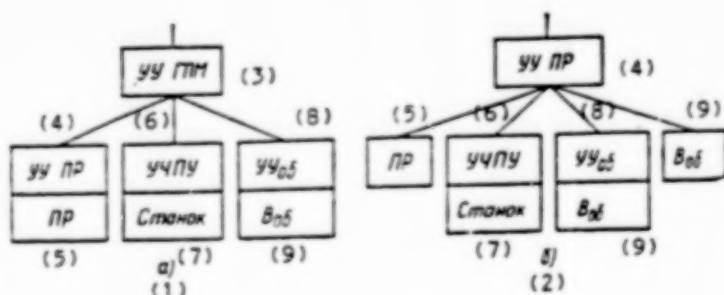 УУ ГПМ (3)
(4) (6) (8)
УУ ПР УЧПУ УУоб
ПР Станок Воб
(5) а) (7) (9)
(1)
УУ ПР (4)
(5) (6) (8) (9)
ПР УЧПУ УУоб Воб
Станок Воб
(7) б) (9)
(2)